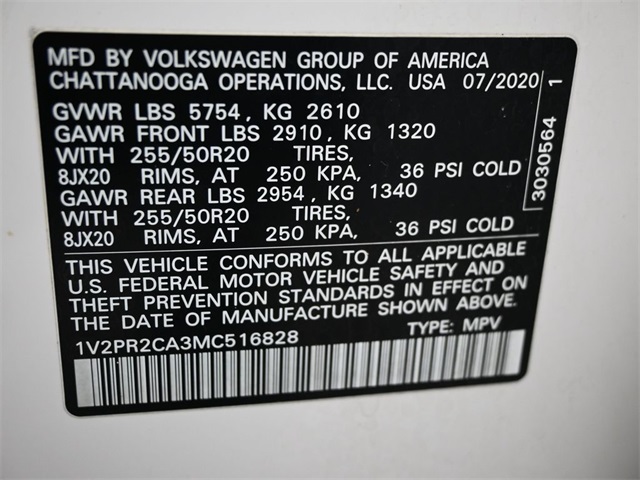 MFD BY VOLKSWAGEN GROUP OF AMERICA
CHATTANOOGA OPERATIONS, LLC. USA 07/2020
GVWR LBS 5754 , KG 2610
GAWR FRONT LBS 2910, KG 1320
WITH 255/50R20 TIRES,
8JX20 RIMS, AT 250 KPA, 36 PSI COLD
GAWR REAR LBS 2954, KG 1340
WITH 255/50R20 TIRES,
8JX20 RIMS, AT 250 KPA, 36 PSI COLD
THIS VEHICLE CONFORMS TO ALL APPLICABLE
U.S. FEDERAL MOTOR VEHICLE SAFETY AND
THEFT PREVENTION STANDARDS IN EFFECT ON
THE DATE OF MANUFACTURE SHOWN ABOVE.
1V2PR2CA3MC516828 TYPE: MPV
3030564 1